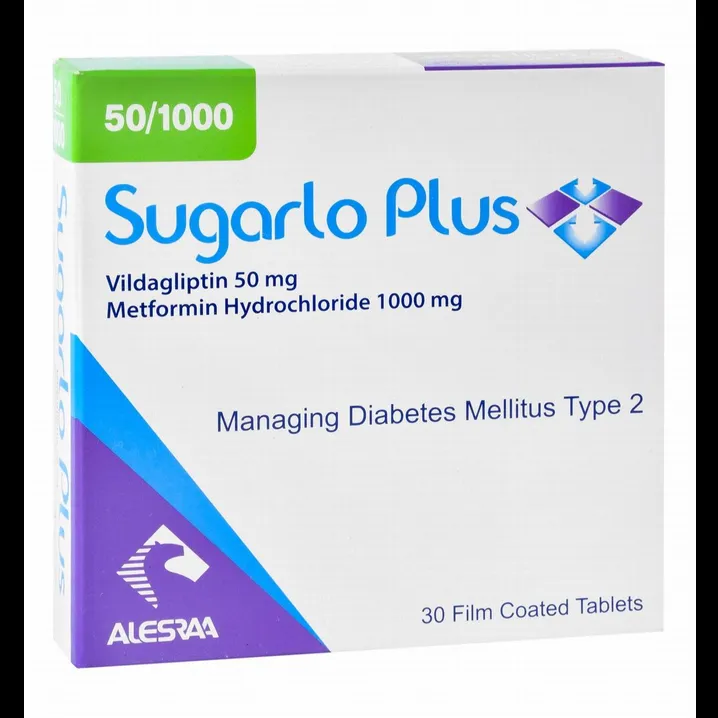 50/1000
Sugarlo Plus
Vildagliptin 50 mg
Metformin Hydrochloride 1000 mg
Managing Diabetes Mellitus Type 2
30 Film Coated Tablets
ALESRAA
50
1000
Sugarlo Plus